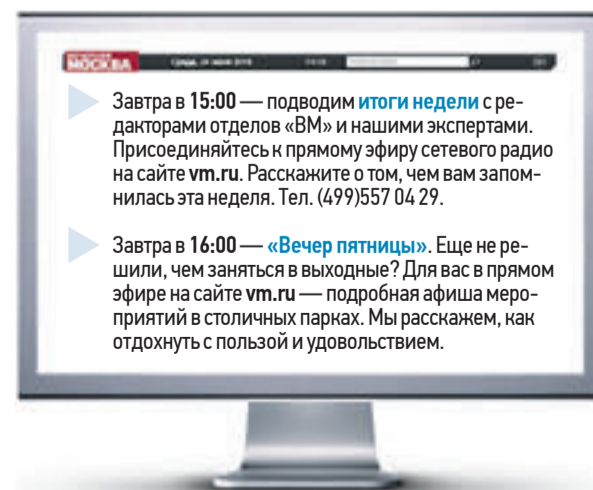 МОСКВА
Завтра в 15:00 — подводим итоги недели с ре-
дакторами отделов «ВМ» и нашими экспертами.
Присоединяйтесь к прямому эфиру сетевого радио
на сайте vm.ru. Расскажите о том, чем вам запом-
нилась эта неделя. Тел. (499)557 04 29.
Завтра в 16:00 — «Вечер пятницы». Еще не ре-
шили, чем заняться в выходные? Для вас в прямом
эфире на сайте vm.ru — подробная афиша меро-
приятий в столичных парках. Мы расскажем, как
отдохнуть с пользой и удовольствием.